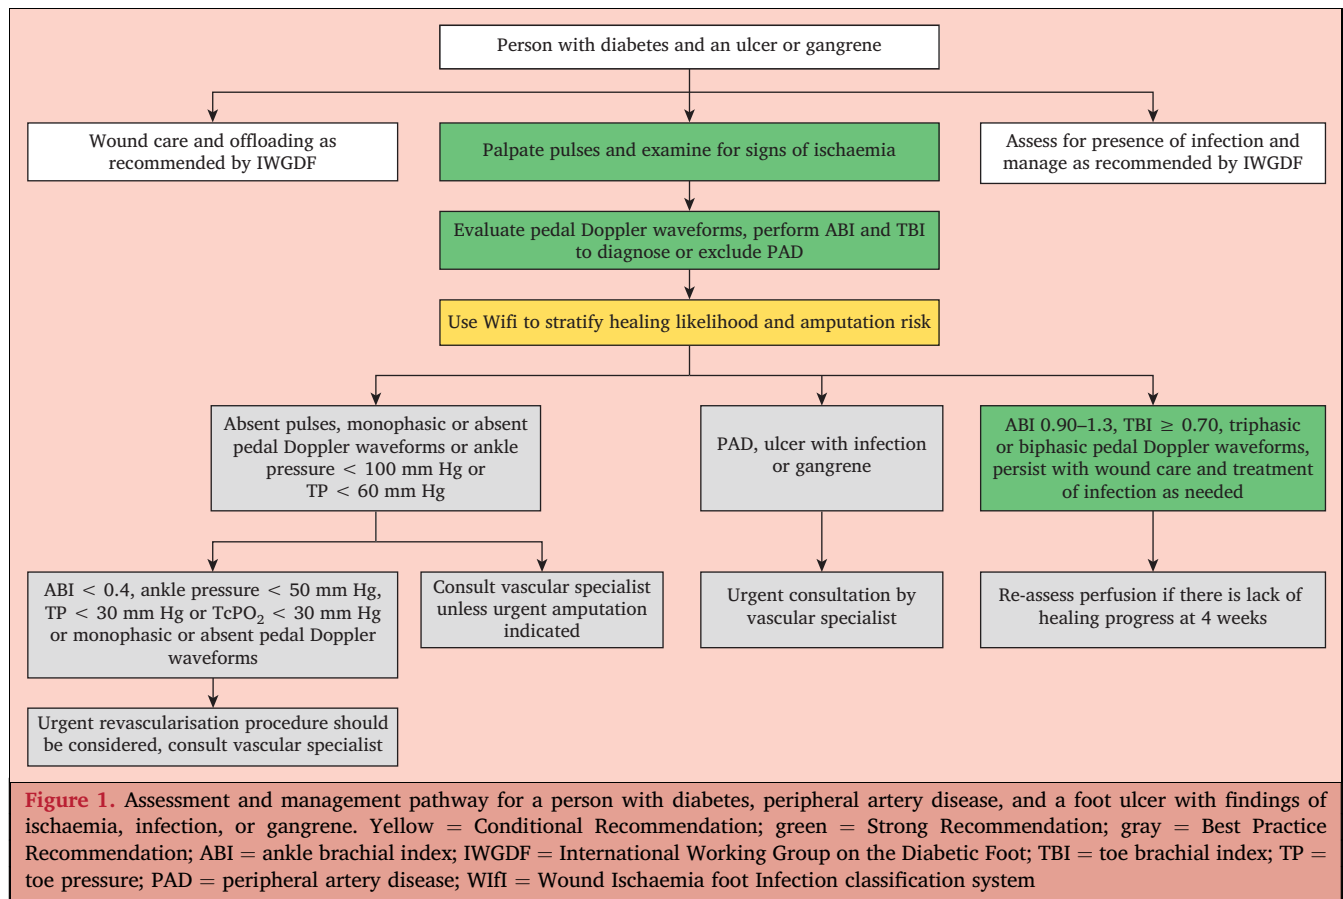 Person with diabetes and an ulcer or gangrene
Wound care and offloading as
recommended by IWGDF
Palpate pulses and examine for signs of ischaemia
Assess for presence of infection and
manage as recommended by IWGDF
Evaluate pedal Doppler waveforms, perform ABI and TBI
to diagnose or exclude PAD
Use Wifi to stratify healing likelihood and amputation risk
Absent pulses, monophasic or absent
pedal Doppler waveforms or ankle
pressure < 100 mm Hg or
TP < 60 mm Hg
PAD, ulcer with infection
or gangrene
ABI 0.90–1.3, TBI ≥ 0.70, triphasic
or biphasic pedal Doppler waveforms,
persist with wound care and treatment
of infection as needed
ABI < 0.4, ankle pressure < 50 mm Hg,
TP < 30 mm Hg or TcPO₂ < 30 mm Hg
or monophasic or absent pedal Doppler
waveforms
Consult vascular specialist
unless urgent amputation
indicated
Urgent consultation by
vascular specialist
Re-assess perfusion if there is lack of
healing progress at 4 weeks
Urgent revascularisation procedure should
be considered, consult vascular specialist
Figure 1. Assessment and management pathway for a person with diabetes, peripheral artery disease, and a foot ulcer with findings of
ischaemia, infection, or gangrene. Yellow = Conditional Recommendation; green = Strong Recommendation; gray = Best Practice
Recommendation; ABI = ankle brachial index; IWGDF = International Working Group on the Diabetic Foot; TBI = toe brachial index; TP =
toe pressure; PAD = peripheral artery disease; WIfI = Wound Ischaemia foot Infection classification system